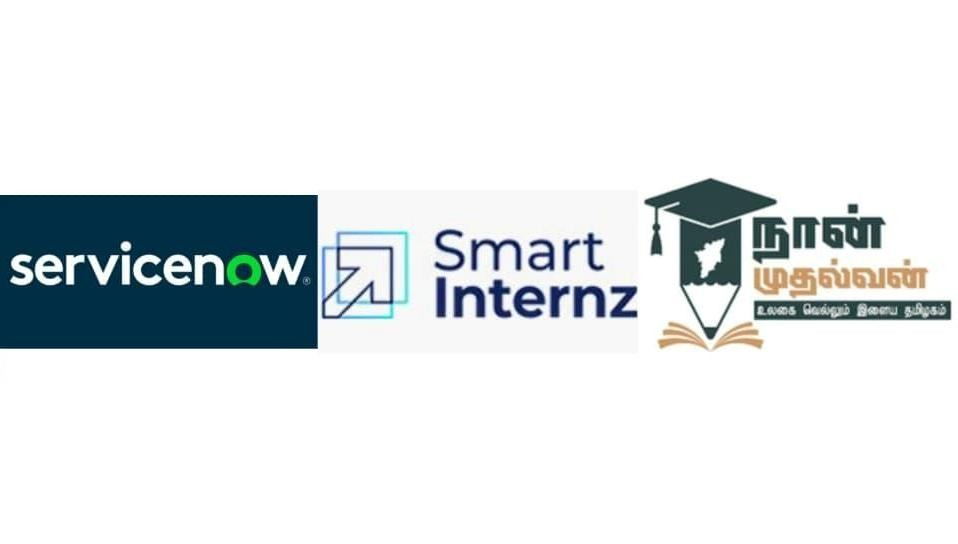 servicenow®
Smart
Internz
நான்
முதல்வன்
உலகை வெல்லும் இளைய தமிழகம்